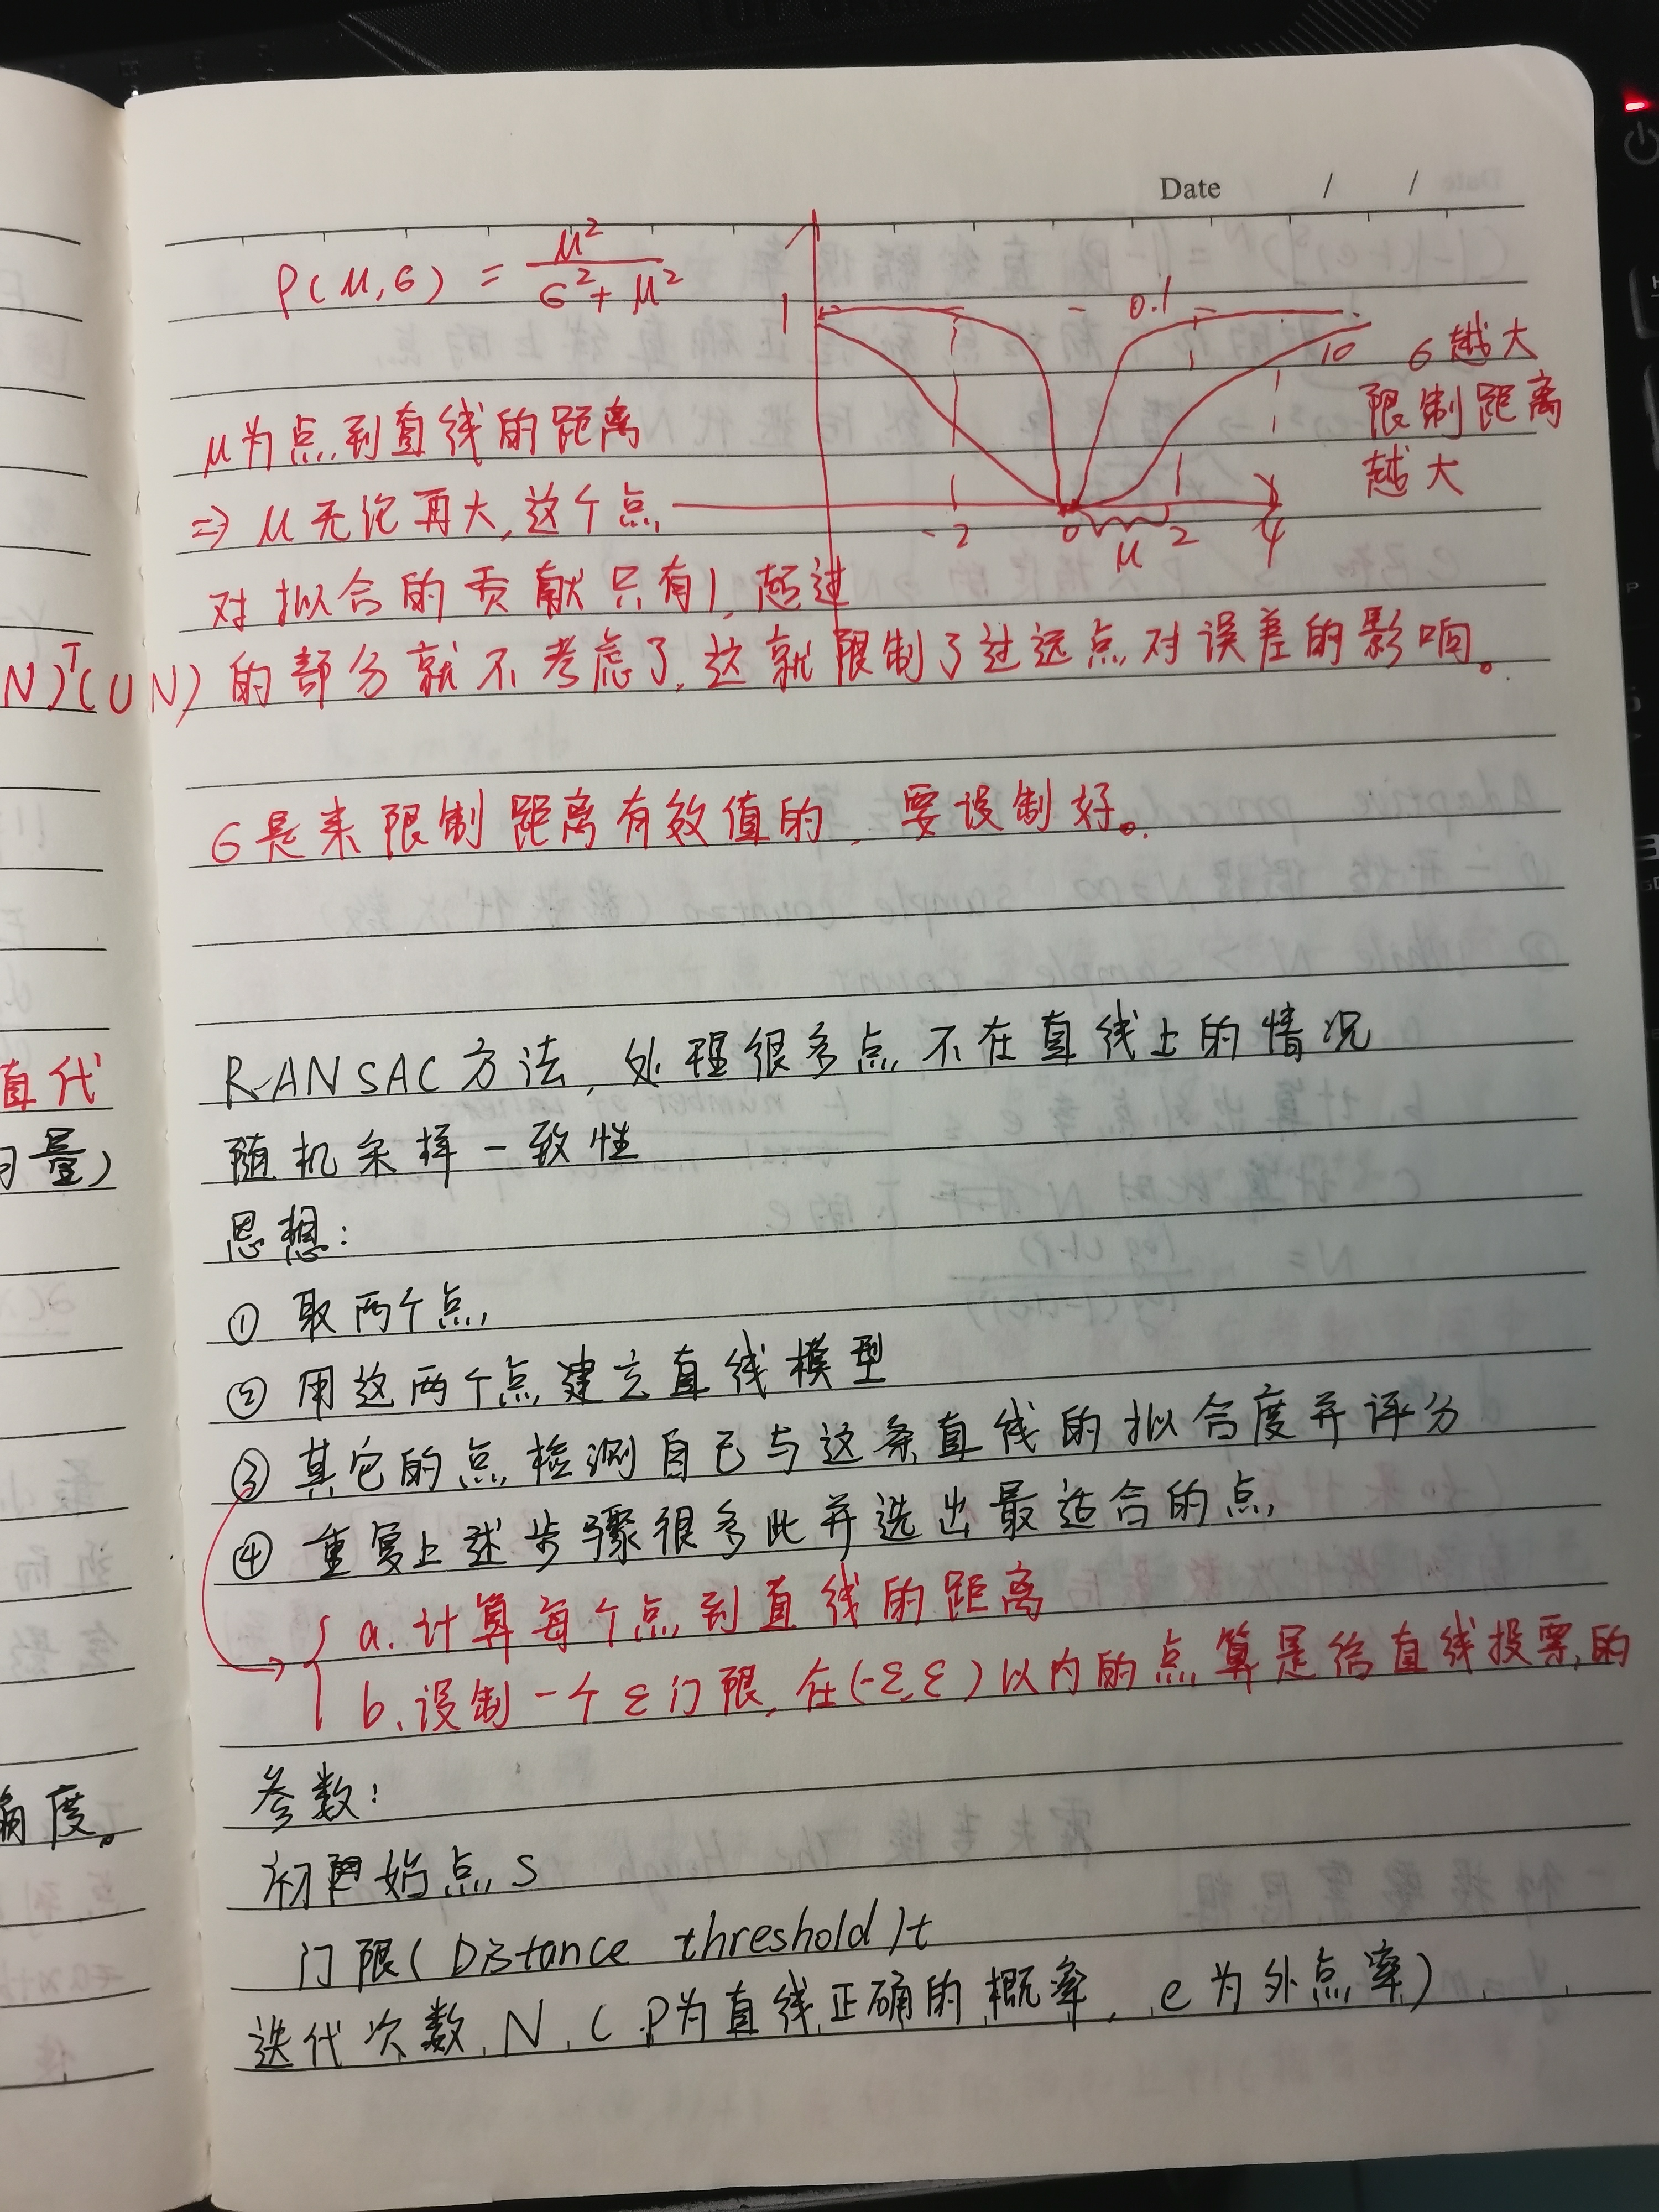 Date / /
P(μ,σ) = μ² / (σ² + μ²)
1
0.1
10
σ越大
限制距离
越大
-2 0 2 4
μ
μ为点到直线的距离
⇒ μ无论再大,这个点
对拟合的贡献只有1,超过
N)ᵀ(UN) 的部分就不考虑了,这就限制了过远点对误差的影响。
σ是来限制距离有效值的,要设制好。
RANSAC方法,处理很多点不在直线上的情况
直代
随机采样一致性
量)
思想:
① 取两个点
② 用这两个点建立直线模型
③ 其它的点检测自己与这条直线的拟合度并评分
④ 重复上述步骤很多此并选出最适合的点
a.计算每个点到直线的距离
b.设制一个ε门限,在(-ε,ε)以内的点算是给直线投票的
参数:
角度。
初始点 s
门限(Distance threshold)t
迭代次数 N (P为直线正确的概率, e为外点率)